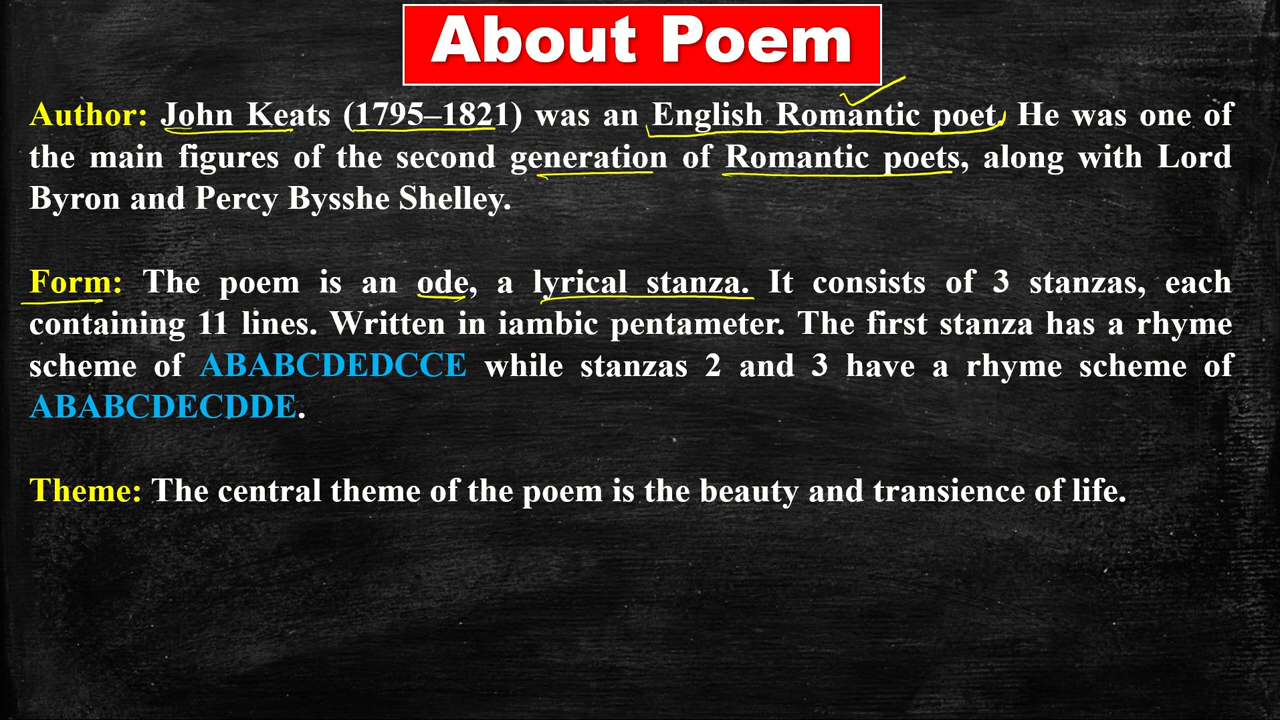 About Poem
Author: John Keats (1795–1821) was an English Romantic poet. He was one of
the main figures of the second generation of Romantic poets, along with Lord
Byron and Percy Bysshe Shelley.
Form: The poem is an ode, a lyrical stanza. It consists of 3 stanzas, each
containing 11 lines. Written in iambic pentameter. The first stanza has a rhyme
scheme of ABABCDEDCCE while stanzas 2 and 3 have a rhyme scheme of
ABABCDECDDE.
Theme: The central theme of the poem is the beauty and transience of life.